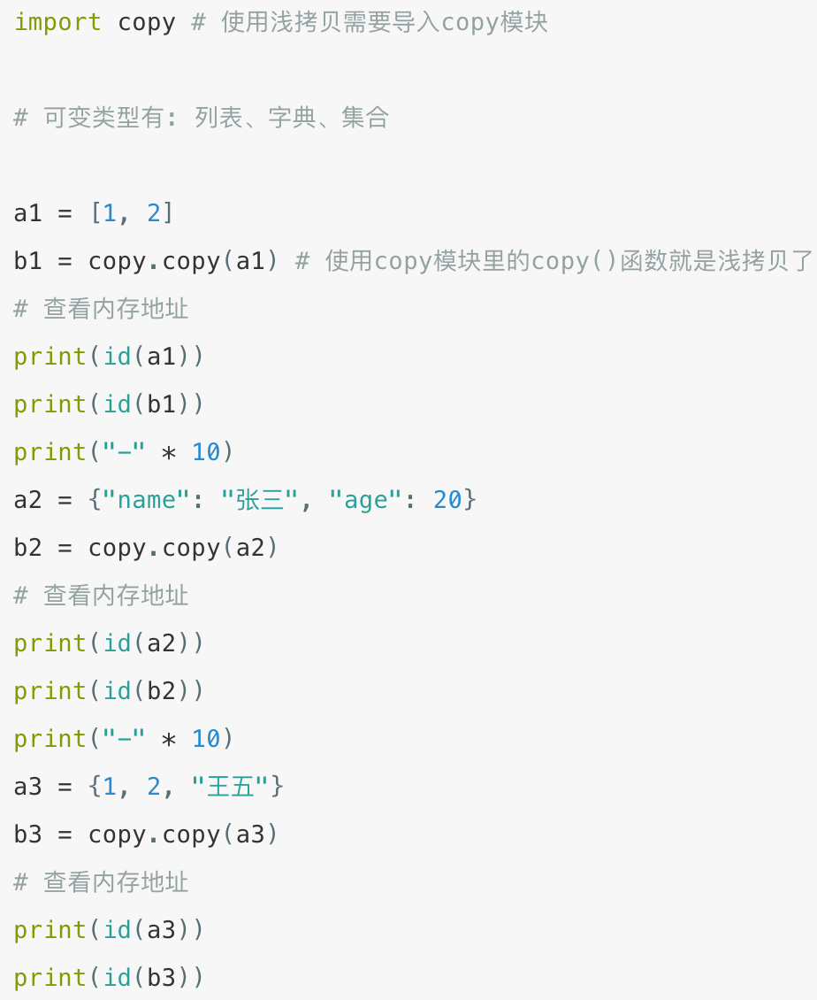 import copy # 使用浅拷贝需要导入copy模块
# 可变类型有: 列表、字典、集合
a1 = [1, 2]
b1 = copy.copy(a1) # 使用copy模块里的copy()函数就是浅拷贝了
# 查看内存地址
print(id(a1))
print(id(b1))
print("-" * 10)
a2 = {"name": "张三", "age": 20}
b2 = copy.copy(a2)
# 查看内存地址
print(id(a2))
print(id(b2))
print("-" * 10)
a3 = {1, 2, "王五"}
b3 = copy.copy(a3)
# 查看内存地址
print(id(a3))
print(id(b3))